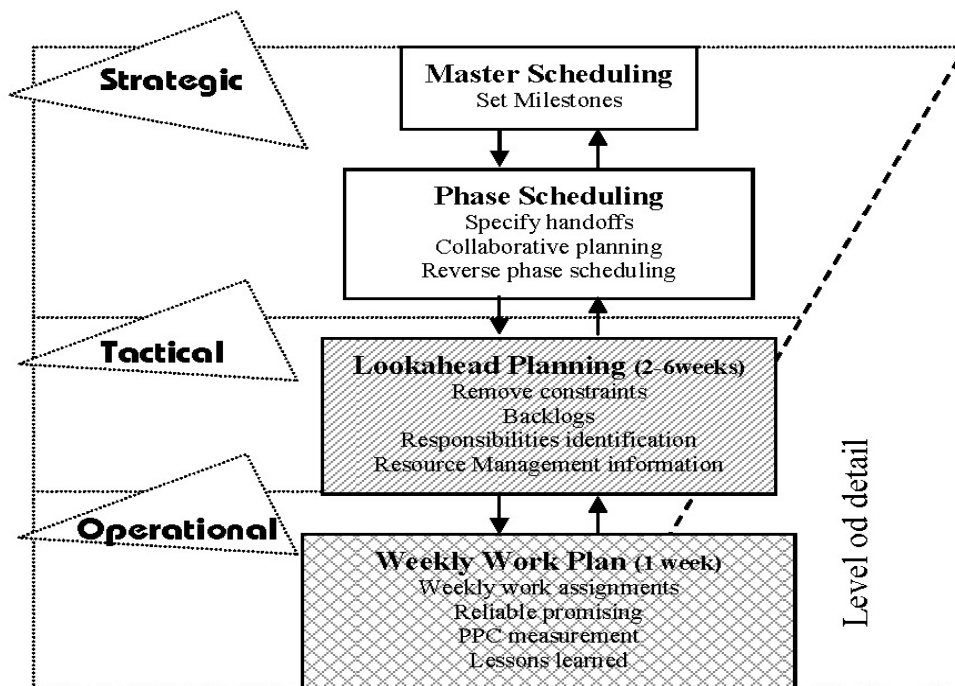 Strategic
Master Scheduling
Set Milestones
Phase Scheduling
Specify handoffs
Collaborative planning
Reverse phase scheduling
Tactical
Lookahead Planning (2-6weeks)
Remove constraints
Backlogs
Responsibilities identification
Resource Management information
Operational
Weekly Work Plan (1 week)
Weekly work assignments
Reliable promising
PPC measurement
Lessons learned
Level od detail